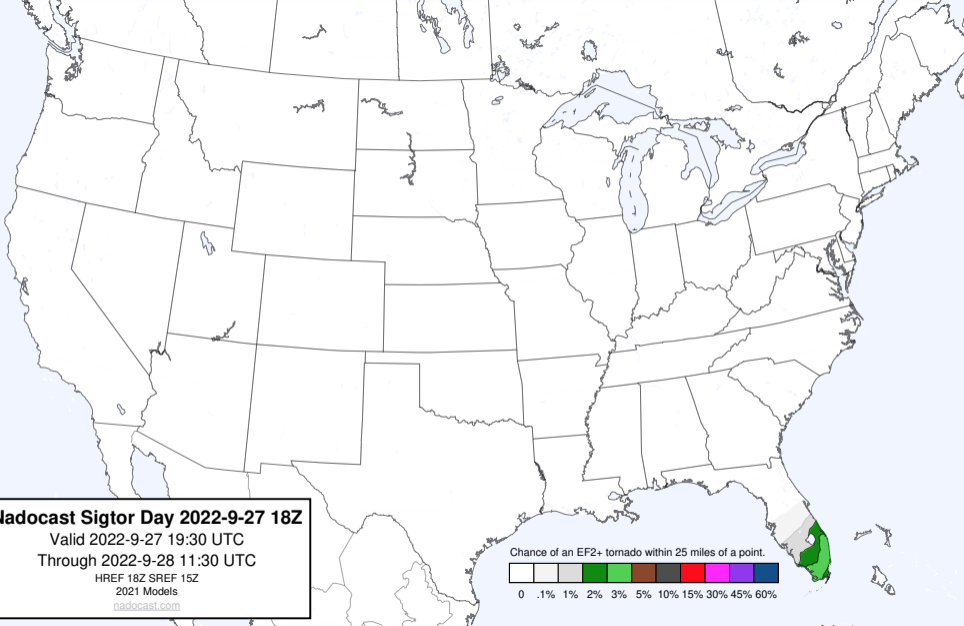 Nadocast Sigtor Day 2022-9-27 18Z
Valid 2022-9-27 19:30 UTC
Through 2022-9-28 11:30 UTC
HREF 18Z SREF 15Z
2021 Models
nadocast.com
Chance of an EF2+ tornado within 25 miles of a point.
0 .1% 1% 2% 3% 5% 10% 15% 30% 45% 60%